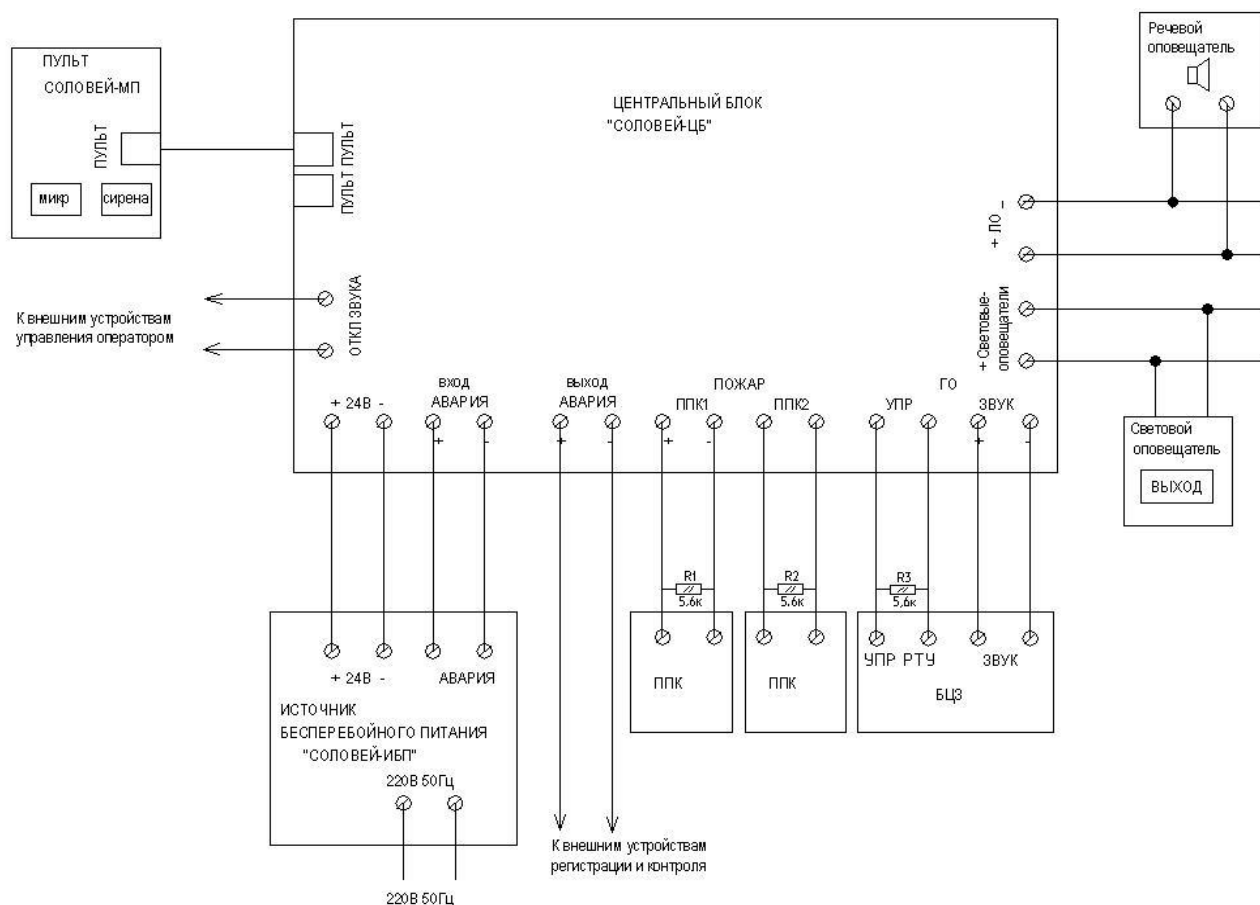 ПУЛЬТ
СОЛОВЕЙ-МП
ПУЛЬТ
микр
сирена
ЦЕНТРАЛЬНЫЙ БЛОК
"СОЛОВЕЙ-ЦБ"
ПУЛЬТ
ПУЛЬТ
Речевой
оповещатель
+ ЛО -
+ Световые-
оповещатели
ОТКЛ ЗВУКА
К внешним устройствам
управления оператором
+ 24В -
ВХОД
АВАРИЯ
+ -
ВЫХОД
АВАРИЯ
+ -
ПОЖАР
ППК1
+ -
ППК2
ГО
УПР
ЗВУК
+ -
Световой
оповещатель
ВЫХОД
R1
5,6к
R2
5,6к
R3
5,6к
+ 24В -
АВАРИЯ
ИСТОЧНИК
БЕСПЕРЕБОЙНОГО ПИТАНИЯ
"СОЛОВЕЙ-ИБП"
220В 50Гц
ППК
ППК
УПР РТУ
ЗВУК
БЦЗ
К внешним устройствам
регистрации и контроля
220В 50Гц